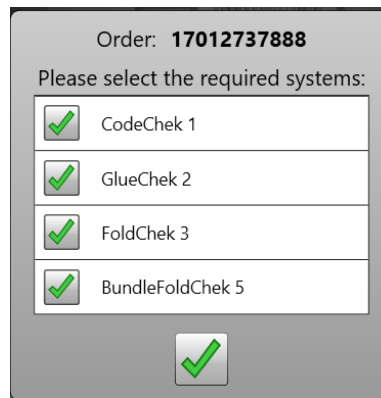 Order: 17012737888
Please select the required systems:
CodeChek 1
GlueChek 2
FoldChek 3
BundleFoldChek 5